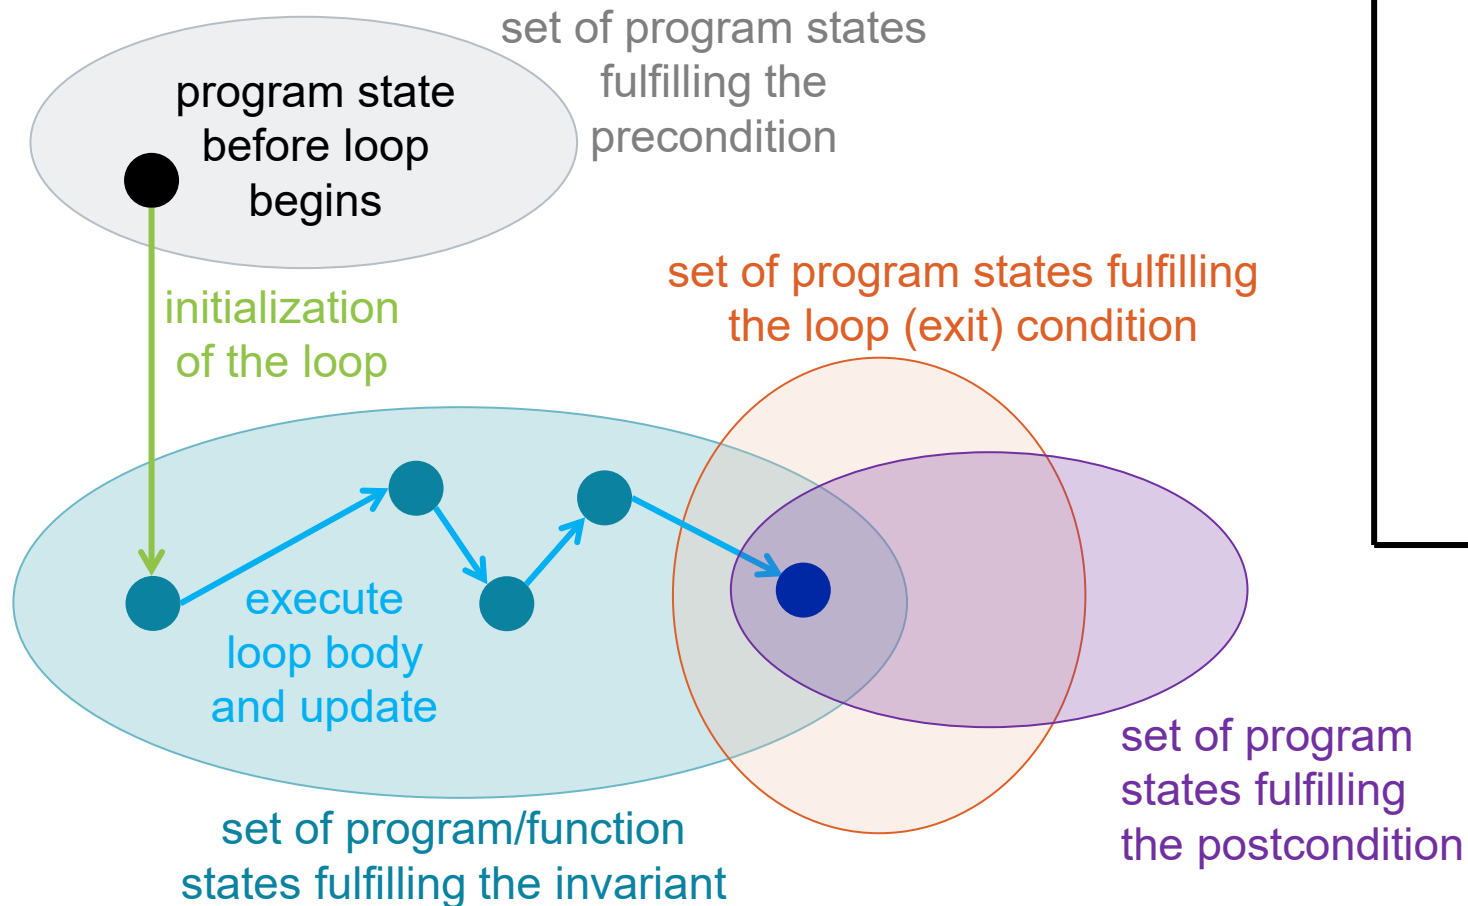 set of program states
fulfilling the
precondition
program state
before loop
begins
initialization
of the loop
set of program states fulfilling
the loop (exit) condition
execute
loop body
and update
set of program
states fulfilling
the postcondition
set of program/function
states fulfilling the invariant